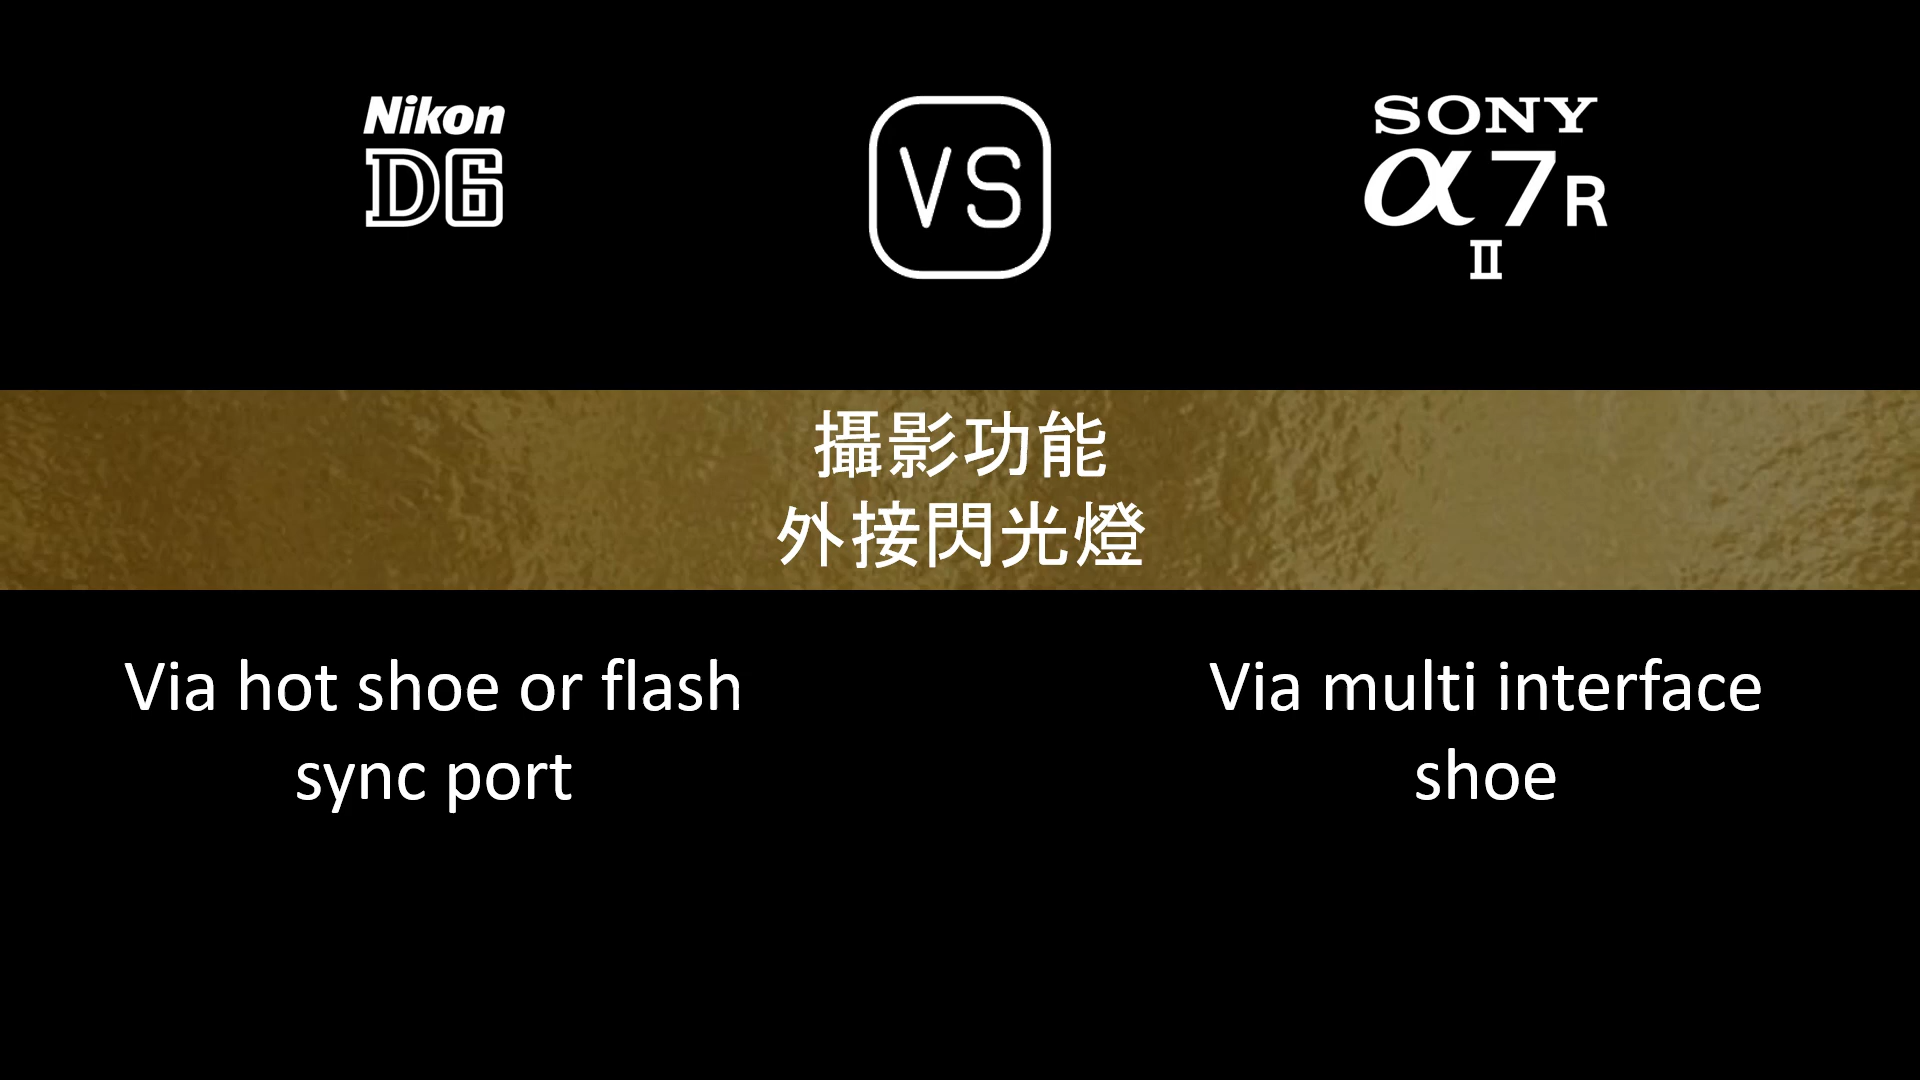 Nikon
D6
VS
SONY
α7R
II
攝影功能
外接閃光燈
Via hot shoe or flash
sync port
Via multi interface
shoe